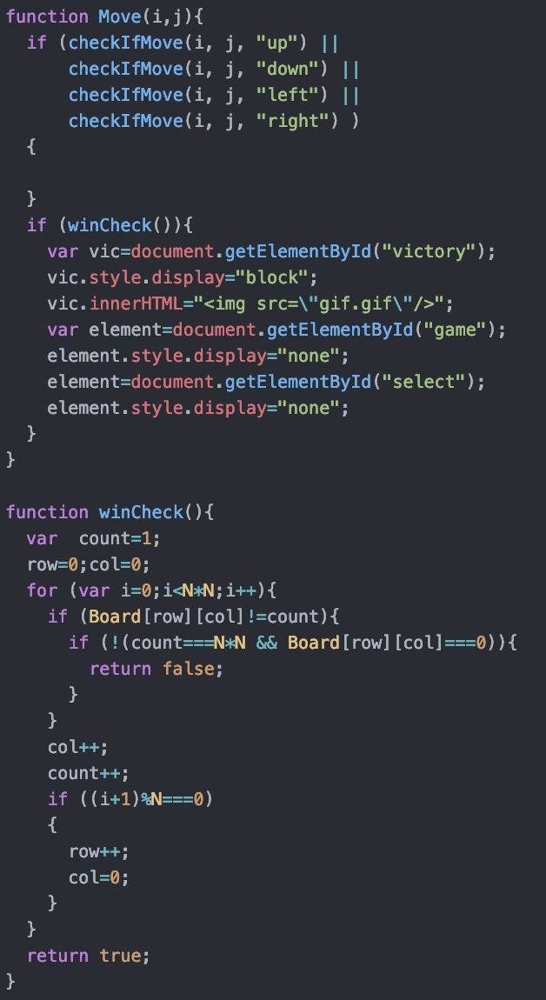 function Move(i,j){
  if (checkIfMove(i, j, "up") ||
      checkIfMove(i, j, "down") ||
      checkIfMove(i, j, "left") ||
      checkIfMove(i, j, "right") )
  {

  }
  if (winCheck()){
    var vic=document.getElementById("victory");
    vic.style.display="block";
    vic.innerHTML="<img src=\"gif.gif\"/>";
    var element=document.getElementById("game");
    element.style.display="none";
    element=document.getElementById("select");
    element.style.display="none";
  }
}

function winCheck(){
  var  count=1;
  row=0;col=0;
  for (var i=0;i<N*N;i++){
    if (Board[row][col]!=count){
      if (!(count===N*N && Board[row][col]===0)){
        return false;
      }
    }
    col++;
    count++;
    if ((i+1)%N===0)
    {
      row++;
      col=0;
    }
  }
  return true;
}